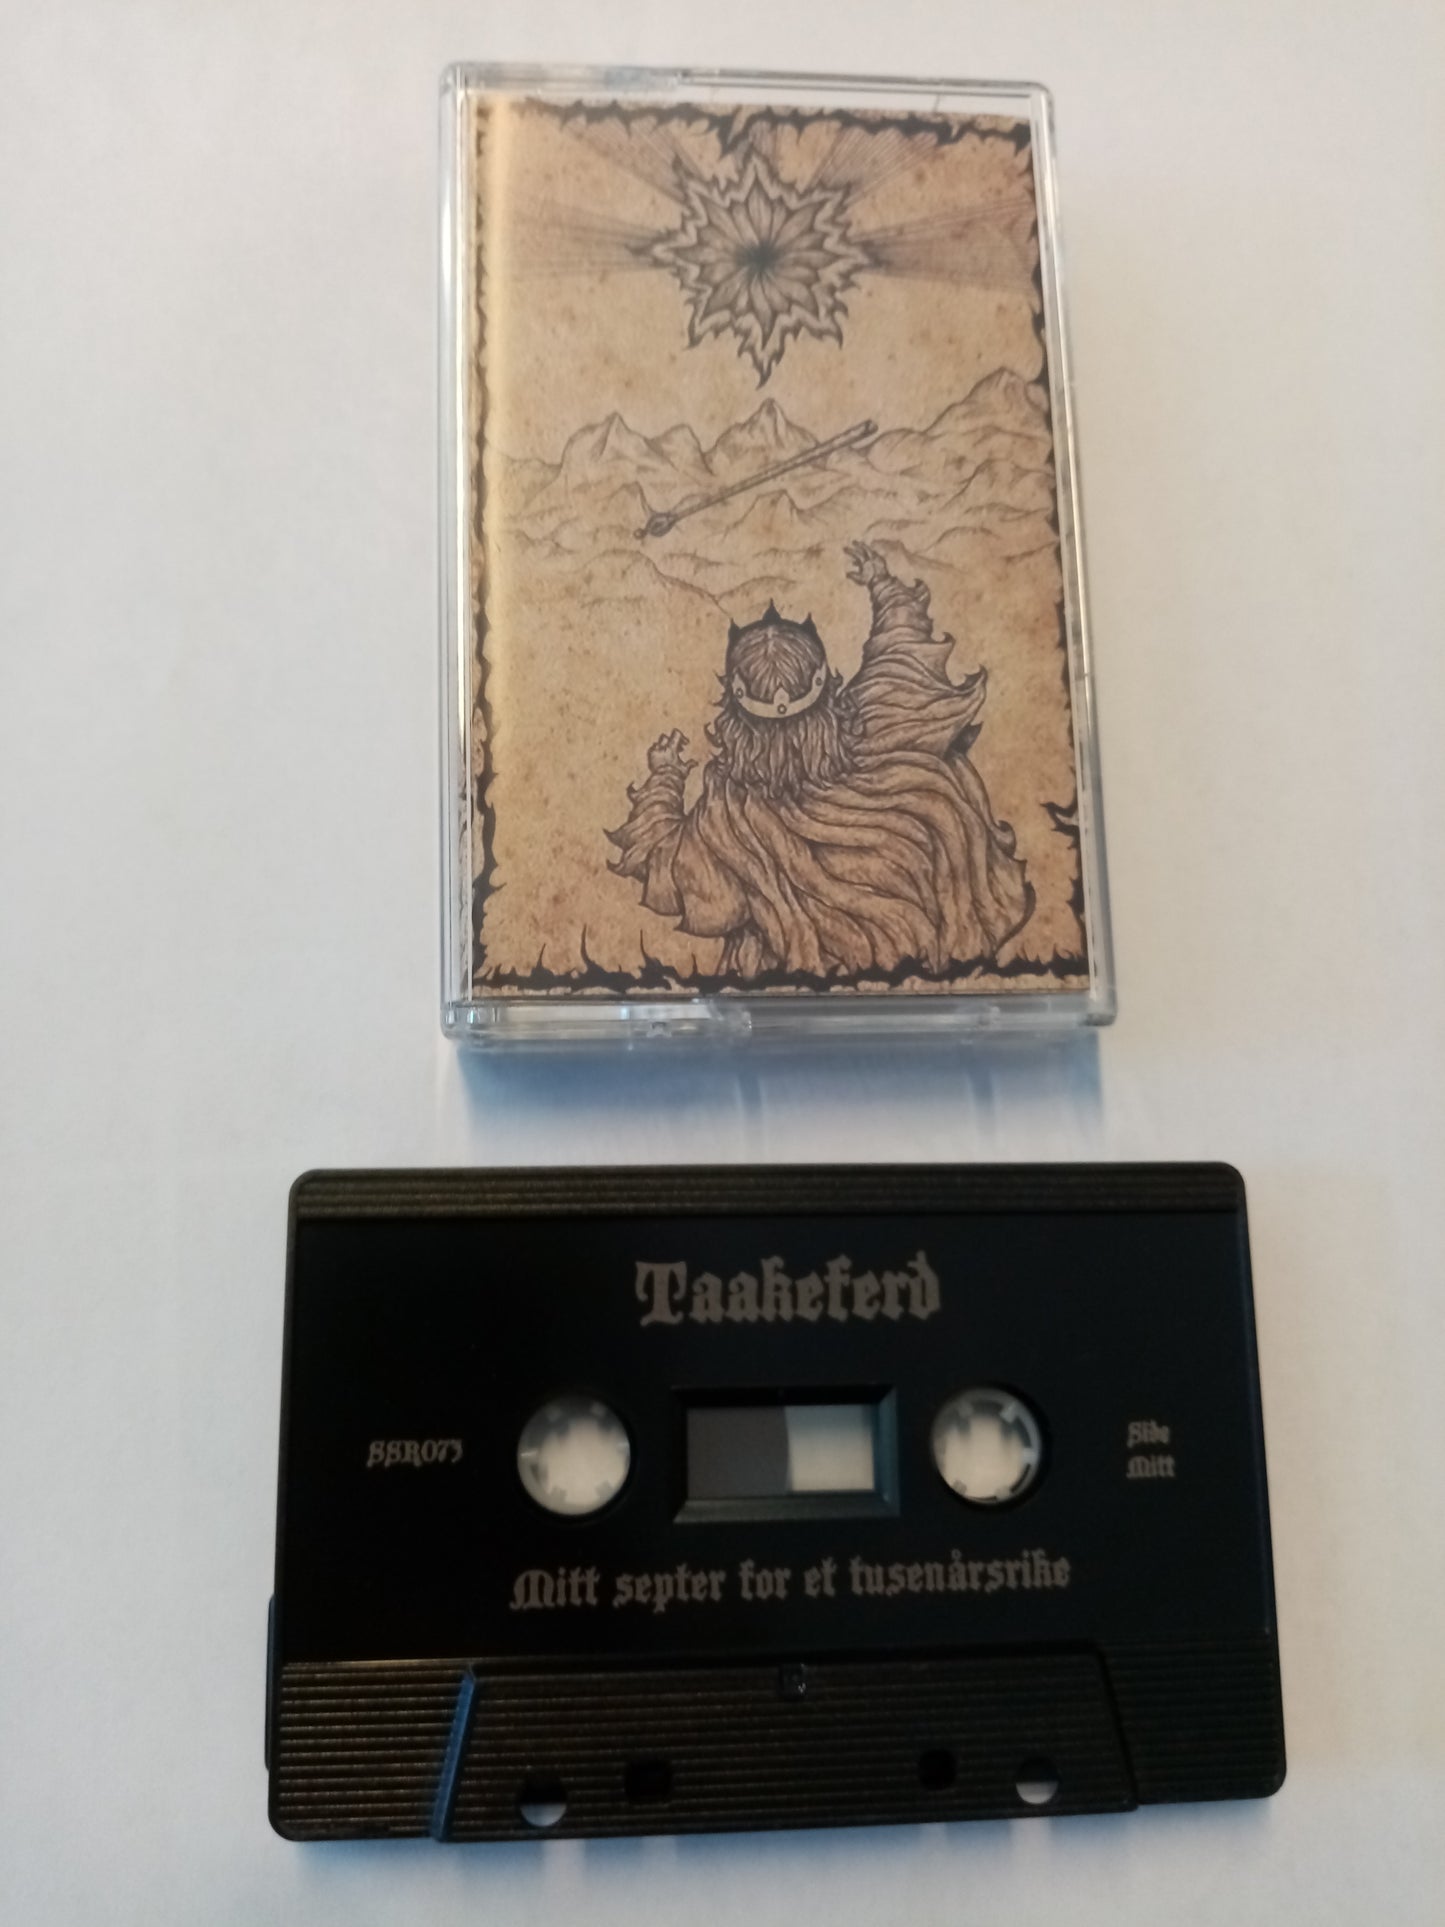 Taakeferd
SSR073
Side
Mitt
Mitt septer for et tusenårsrike